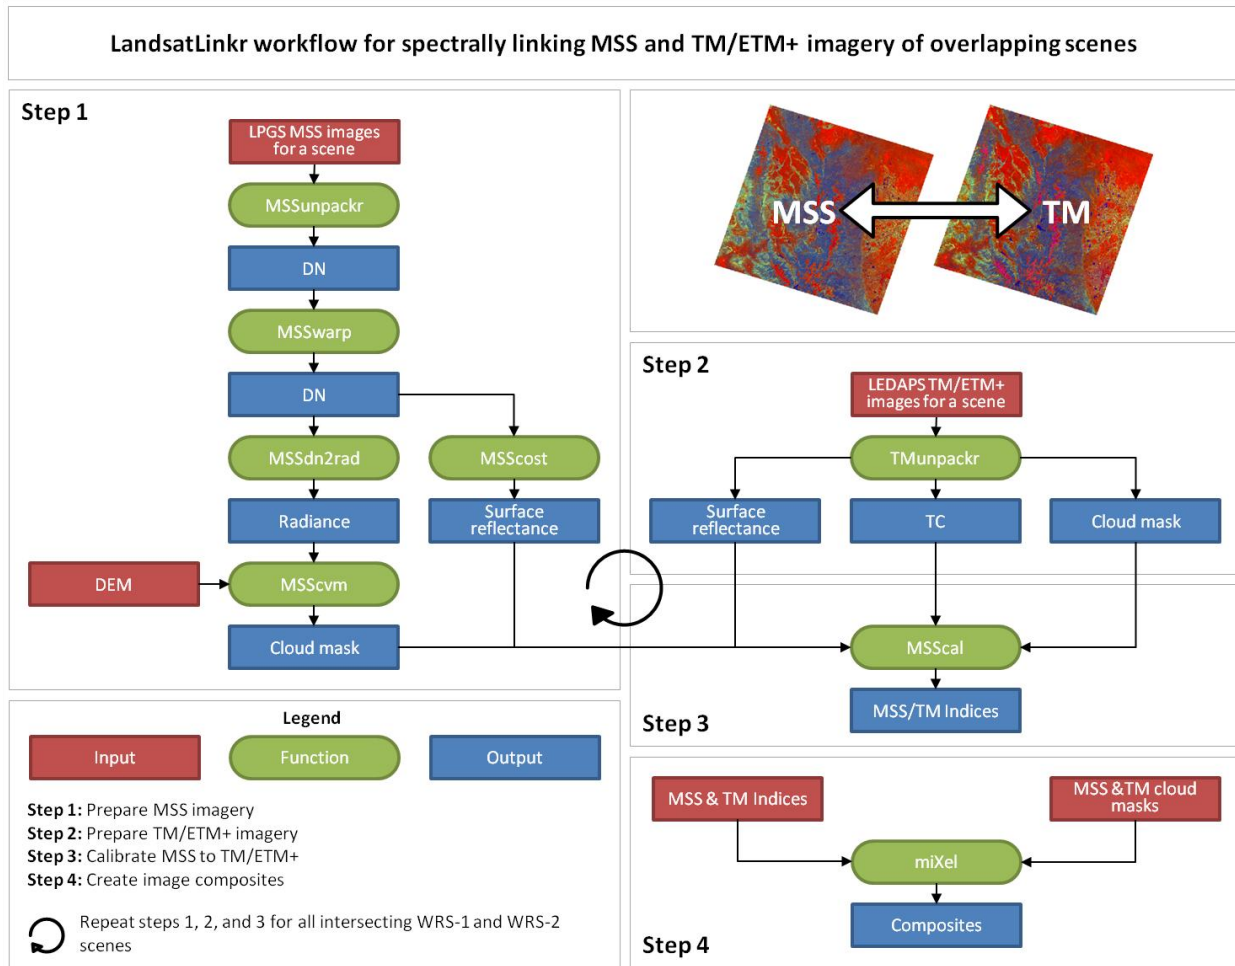 LandsatLinkr workflow for spectrally linking MSS and TM/ETM+ imagery of overlapping scenes
Step 1
LPGS MSS images
for a scene
MSSunpackr
DN
MSSwarp
DN
MSSdn2rad
MSScost
Radiance
Surface
reflectance
DEM
MSScvm
Cloud mask
MSS
TM
Step 2
LEDAPS TM/ETM+
images for a scene
TMunpackr
Surface
reflectance
TC
Cloud mask
MSScal
MSS/TM Indices
Step 3
Legend
Input
Function
Output
Step 1: Prepare MSS imagery
Step 2: Prepare TM/ETM+ imagery
Step 3: Calibrate MSS to TM/ETM+
Step 4: Create image composites
Repeat steps 1, 2, and 3 for all intersecting WRS-1 and WRS-2
scenes
MSS & TM Indices
MSS &TM cloud
masks
miXel
Composites
Step 4